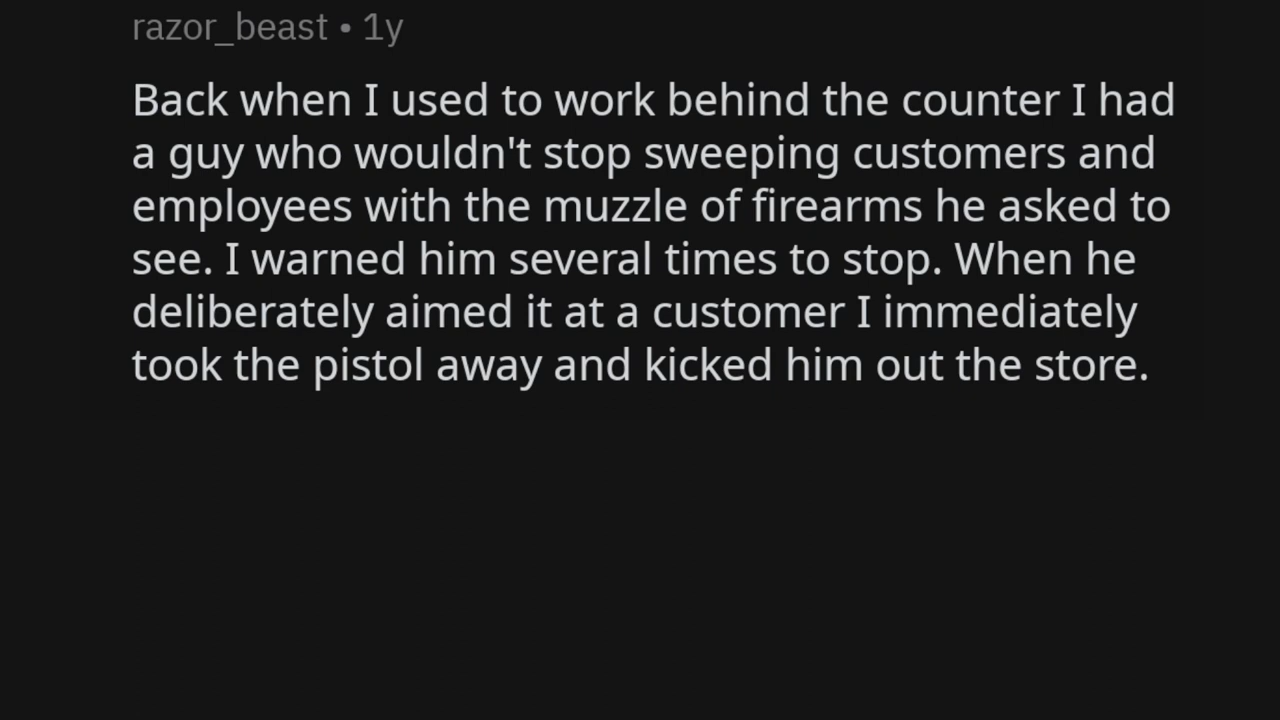 razor_beast • 1y
Back when I used to work behind the counter I had
a guy who wouldn't stop sweeping customers and
employees with the muzzle of firearms he asked to
see. I warned him several times to stop. When he
deliberately aimed it at a customer I immediately
took the pistol away and kicked him out the store.